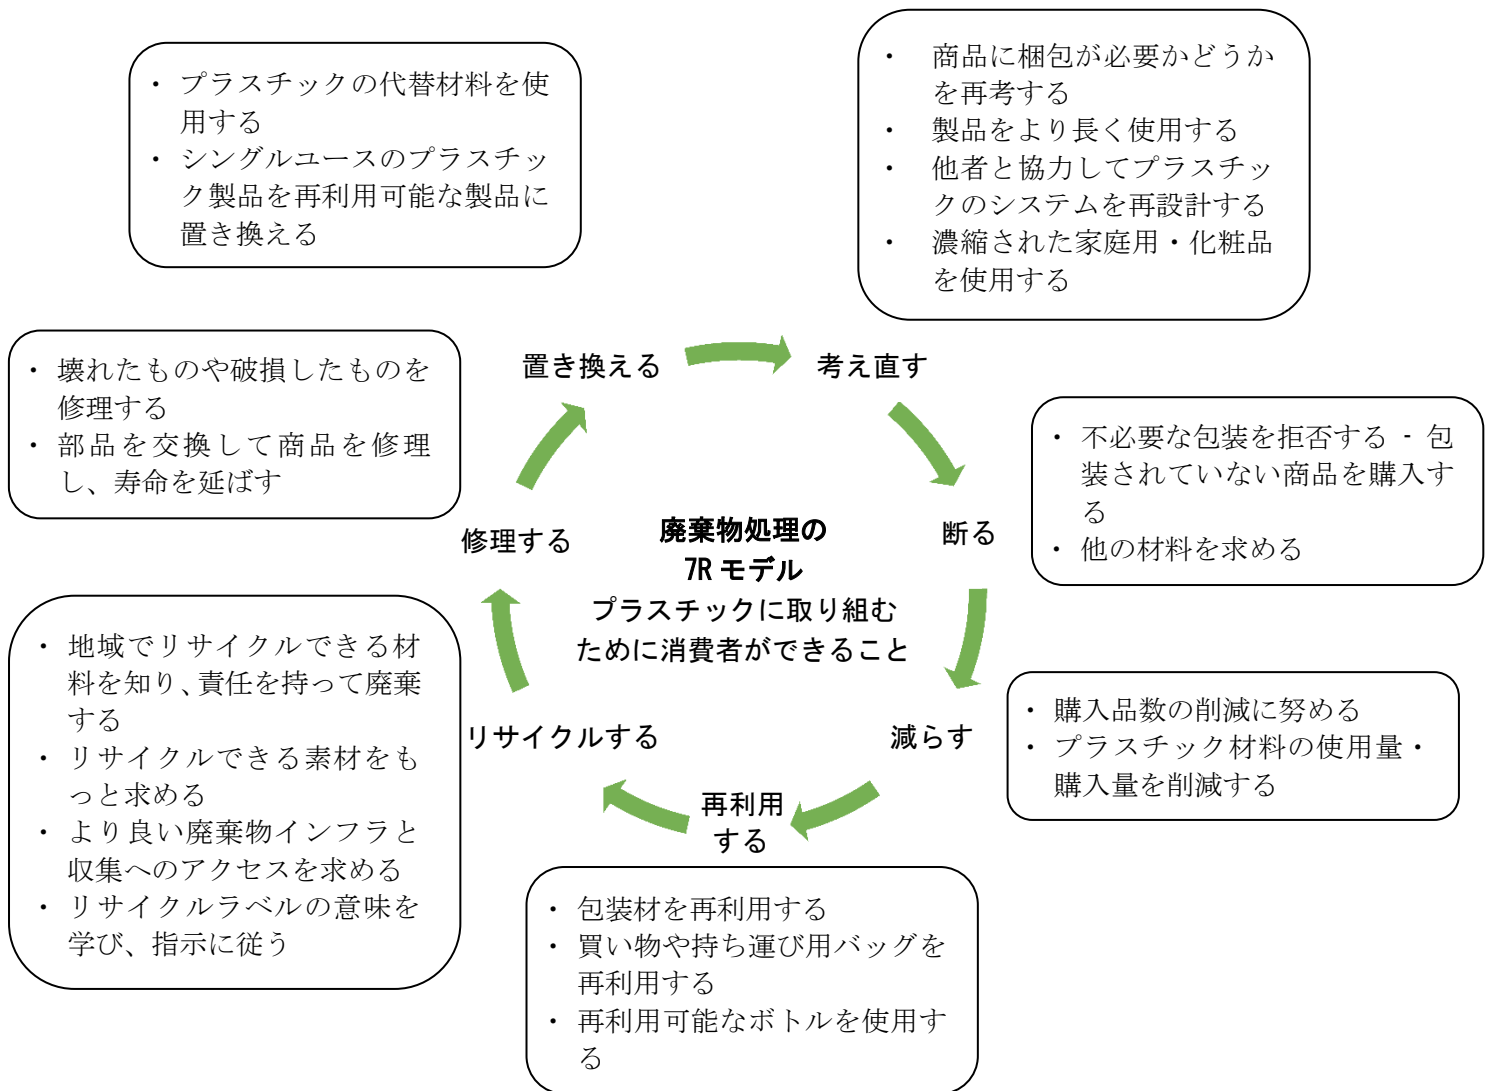 ・ プラスチックの代替材料を使
用する
・ シングルユースのプラスチッ
ク製品を再利用可能な製品に
置き換える
・ 商品に梱包が必要かどうか
を再考する
・ 製品をより長く使用する
・ 他者と協力してプラスチッ
クのシステムを再設計する
・ 濃縮された家庭用・化粧品
を使用する
・ 壊れたものや破損したものを
修理する
・ 部品を交換して商品を修理
し、寿命を延ばす
置き換える
考え直す
・ 不必要な包装を拒否する - 包
装されていない商品を購入す
る
・ 他の材料を求める
修理する
廃棄物処理の
7R モデル
プラスチックに取り組む
ために消費者ができること
断る
・ 地域でリサイクルできる材
料を知り、責任を持って廃棄
する
・ リサイクルできる素材をも
っと求める
・ より良い廃棄物インフラと
収集へのアクセスを求める
・ リサイクルラベルの意味を
学び、指示に従う
リサイクルする
減らす
・ 購入品数の削減に努める
・ プラスチック材料の使用量・
購入量を削減する
再利用
する
・ 包装材を再利用する
・ 買い物や持ち運び用バッグを
再利用する
・ 再利用可能なボトルを使用す
る